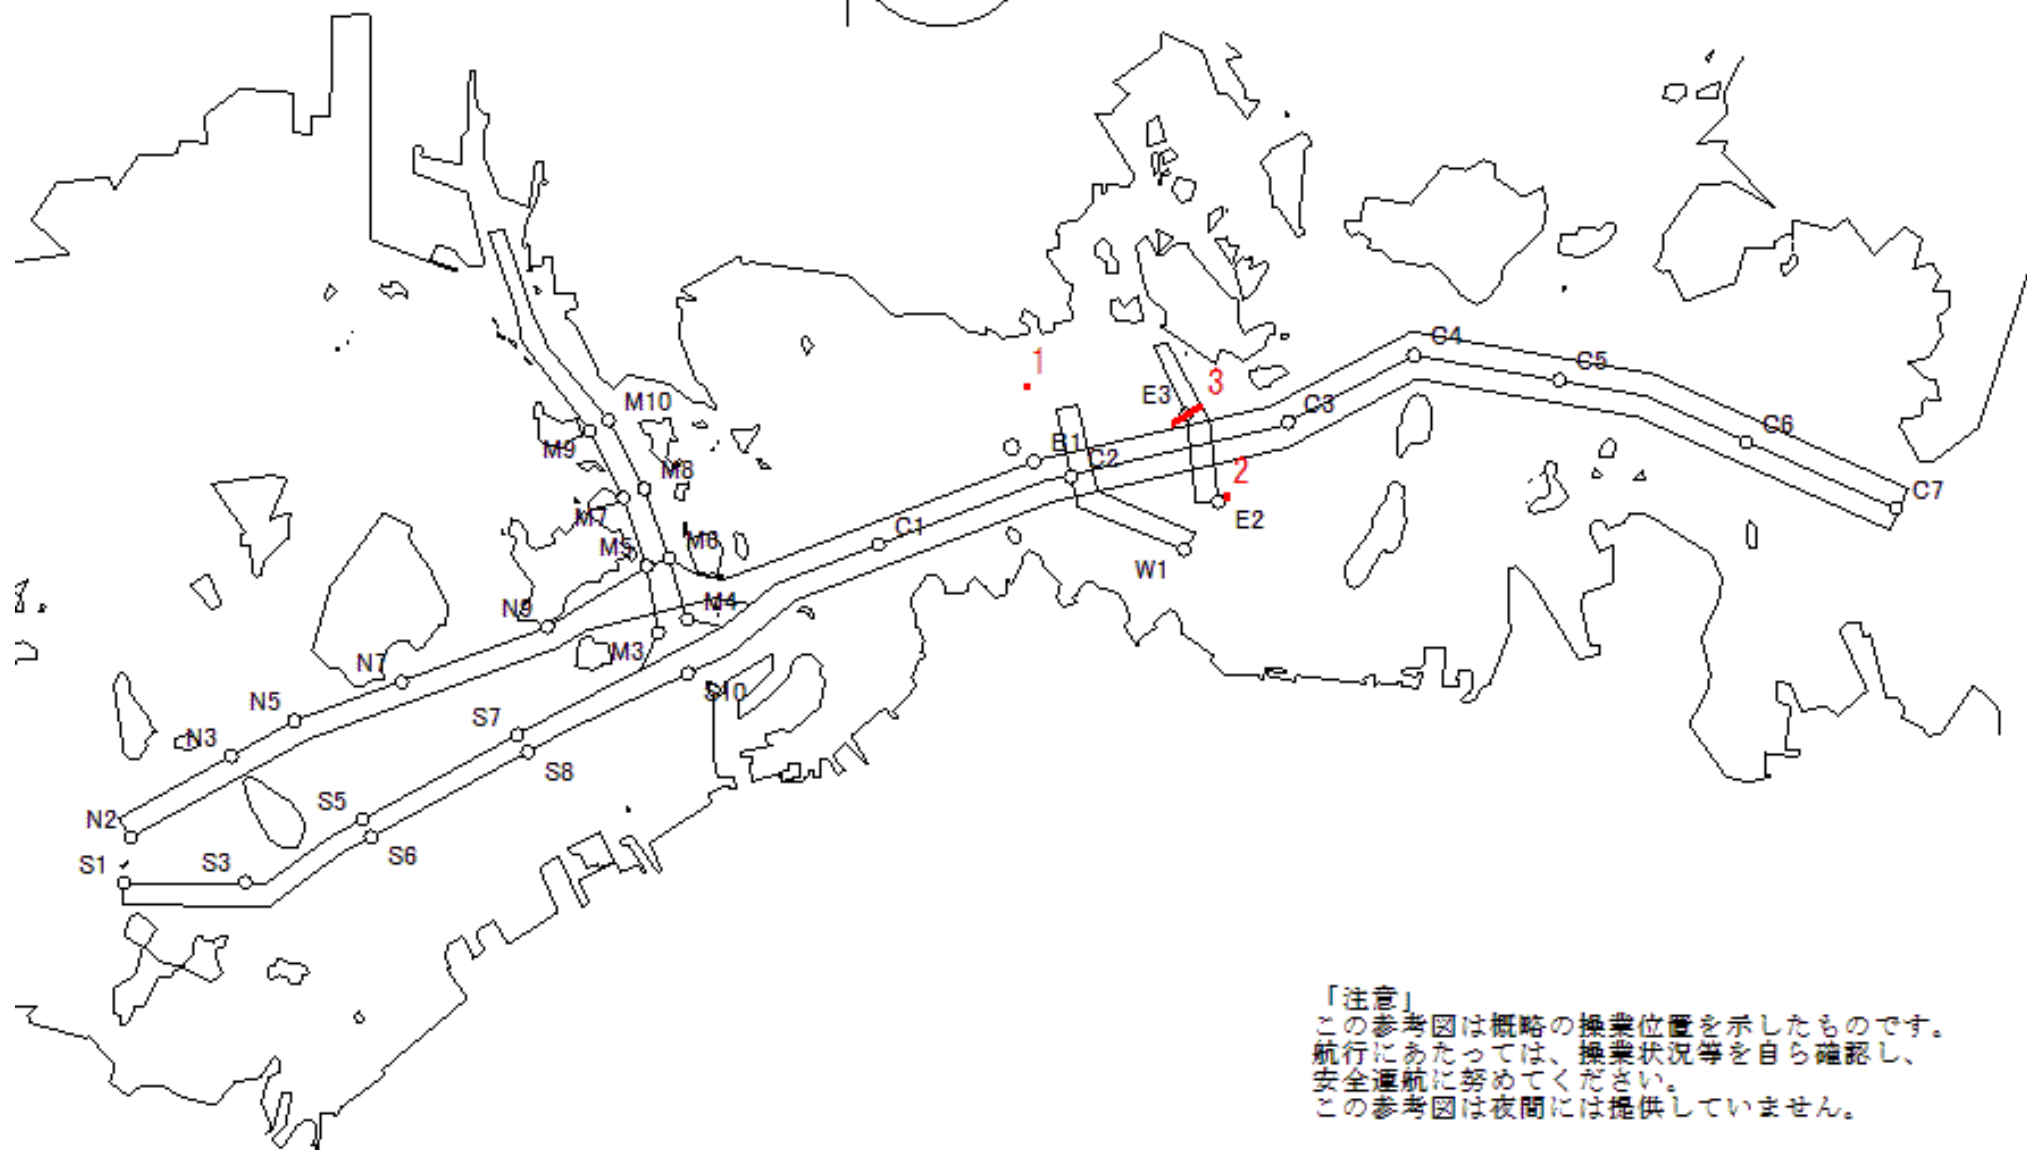 1
C4
C5
3
E3
M10
C3
M9
B1
C6
C2
M8
2
C7
M7
E2
C1
M5
M6
W1
N9
M4
M3
N7
S10
N5
S7
N3
S8
S5
N2
S1
S3
S6
「注意」
この参考図は概略の操業位置を示したものです。
航行にあたっては、操業状況等を自ら確認し、
安全運航に努めてください。
この参考図は夜間には提供していません。